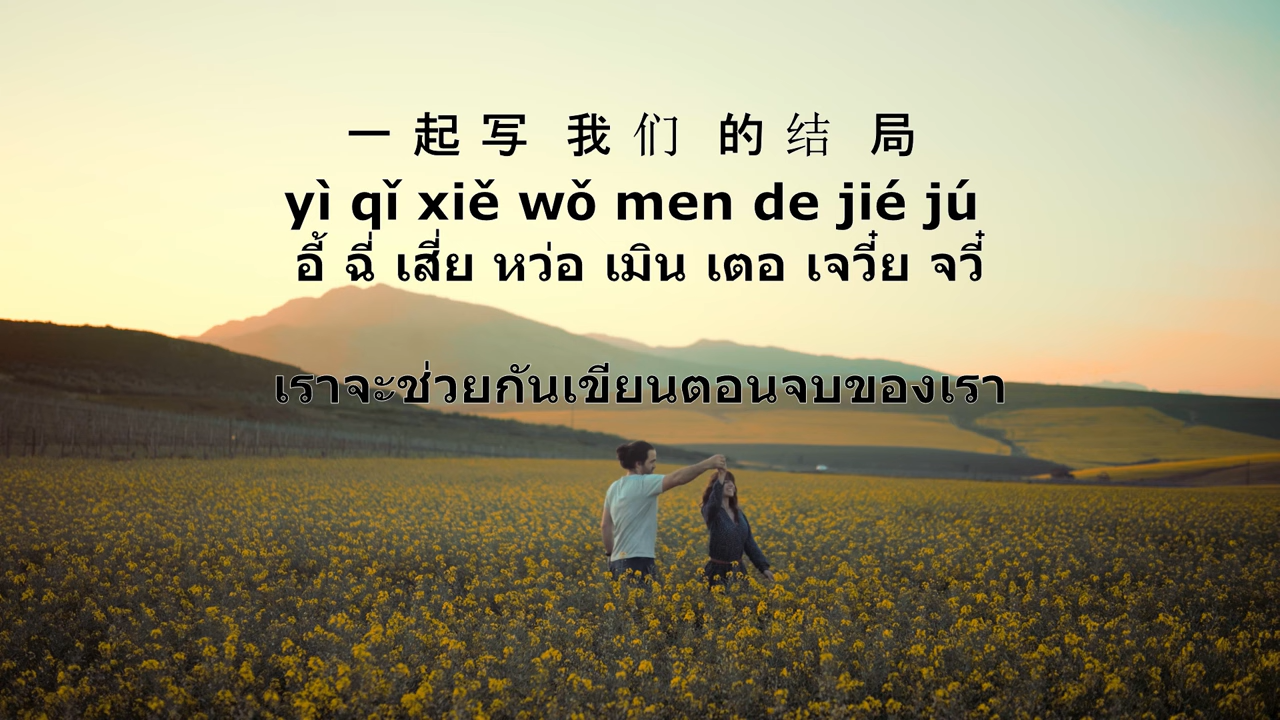 一 起 写 我 们 的 结 局
yì qǐ xiě wǒ men de jié jú
อี้ ฉี่ เสี่ย หว่อ เมิน เตอ เจวี๋ย จวี๋
เราจะช่วยกันเขียนตอนจบของเรา